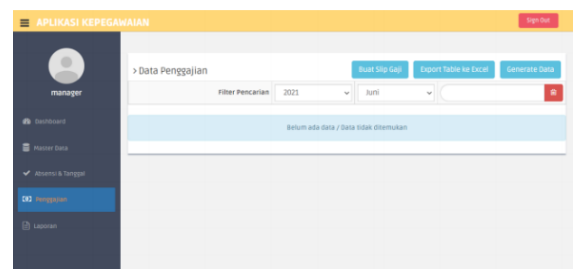 APLIKASI KEPEGAWAIAN
Sign Out
manager
Dashboard
Master Data
Absensi & Tanggal
Penggajian
Laporan
> Data Penggajian
Buat Slip Gaji
Export Table ke Excel
Generate Data
Filter Pencarian
2021
Juni
Belum ada data / Data tidak ditemukan